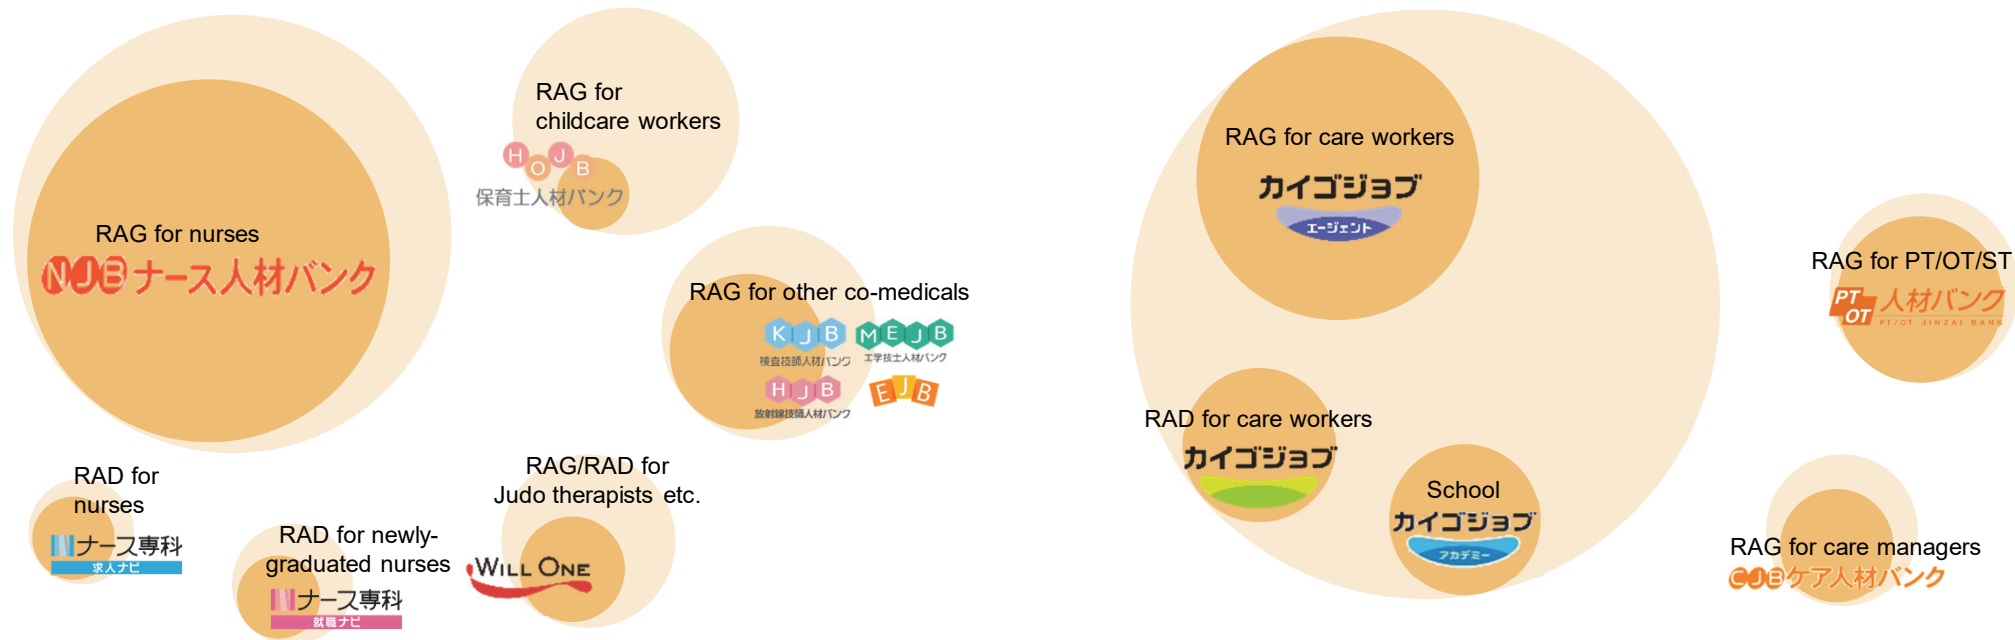 RAG for nurses
NJB ナース人材バンク
RAG for
childcare workers
HOJB
保育士人材バンク
RAG for other co-medicals
KJB
検査技師人材バンク
MEJB
工学技士人材バンク
HJB
放射線技師人材バンク
EJB
RAD for
nurses
ナース専科
求人ナビ
RAD for newly-
graduated nurses
ナース専科
就職ナビ
RAG/RAD for
Judo therapists etc.
WILL ONE
RAG for care workers
カイゴジョブ
エージェント
RAD for care workers
カイゴジョブ
School
カイゴジョブ
アカデミー
RAG for PT/OT/ST
PT
OT
人材バンク
PT/OT JINZAI BANK
RAG for care managers
CJBケア人材バンク